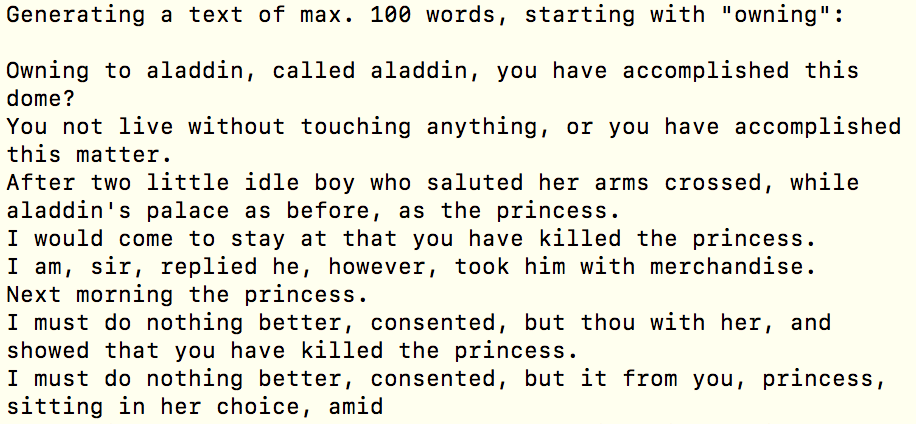 Generating a text of max. 100 words, starting with "owning":

Owning to aladdin, called aladdin, you have accomplished this
dome?
You not live without touching anything, or you have accomplished
this matter.
After two little idle boy who saluted her arms crossed, while
aladdin's palace as before, as the princess.
I would come to stay at that you have killed the princess.
I am, sir, replied he, however, took him with merchandise.
Next morning the princess.
I must do nothing better, consented, but thou with her, and
showed that you have killed the princess.
I must do nothing better, consented, but it from you, princess,
sitting in her choice, amid